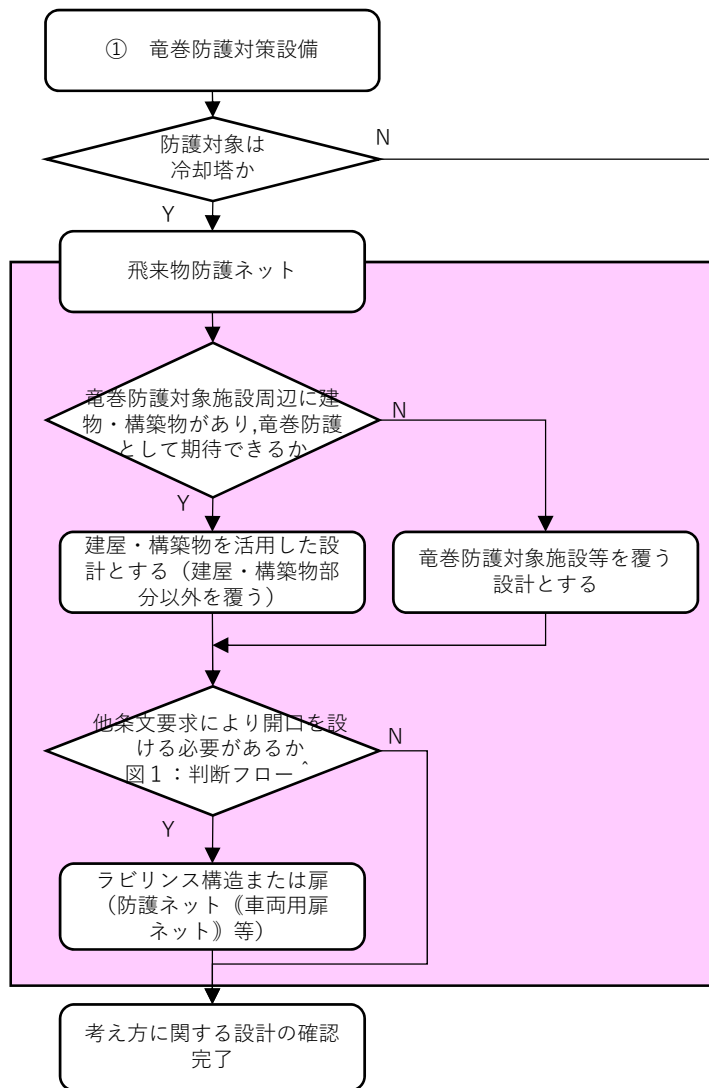 ① 竜巻防護対策設備
防護対象は
冷却塔か
N
Y
飛来物防護ネット
竜巻防護対象施設周辺に建
物・構築物があり,竜巻防護
として期待できるか
N
Y
建屋・構築物を活用した設
計とする（建屋・構築物部
分以外を覆う）
竜巻防護対象施設等を覆う
設計とする
他条文要求により開口を設
ける必要があるか
図１：判断フロー＾
N
Y
ラビリンス構造または扉
（防護ネット《車両用扉
ネット》等）
考え方に関する設計の確認
完了